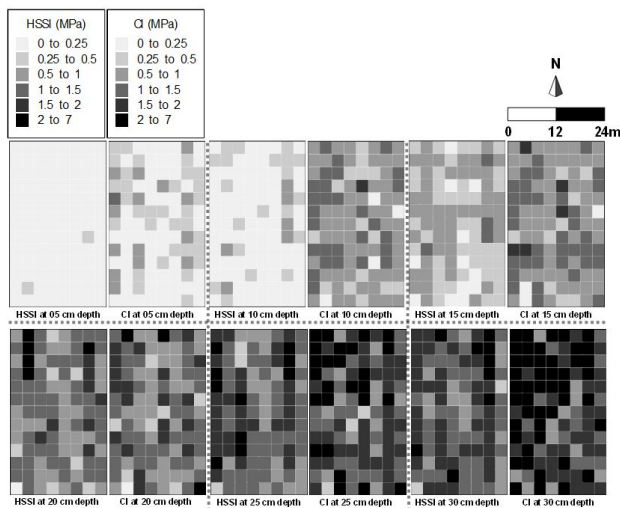 HSSI (MPa)
0 to 0.25
0.25 to 0.5
0.5 to 1
1 to 1.5
1.5 to 2
2 to 7
CI (MPa)
0 to 0.25
0.25 to 0.5
0.5 to 1
1 to 1.5
1.5 to 2
2 to 7
N
0 12 24m
HSSI at 05 cm depth CI at 05 cm depth HSSI at 10 cm depth CI at 10 cm depth HSSI at 15 cm depth CI at 15 cm depth
HSSI at 20 cm depth CI at 20 cm depth HSSI at 25 cm depth CI at 25 cm depth HSSI at 30 cm depth CI at 30 cm depth